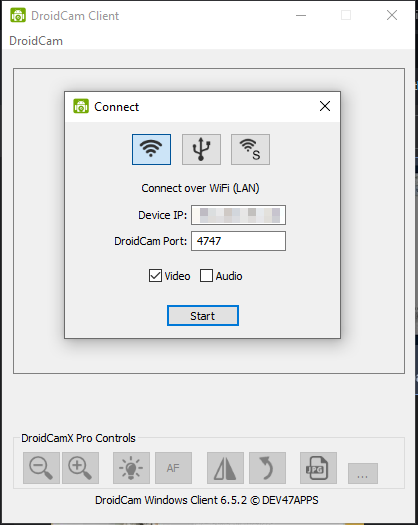 DroidCam Client
DroidCam
Connect
S
Connect over WiFi (LAN)
Device IP:
DroidCam Port: 4747
Video Audio
Start
DroidCamX Pro Controls
AF
JPG
...
DroidCam Windows Client 6.5.2 © DEV47APPS